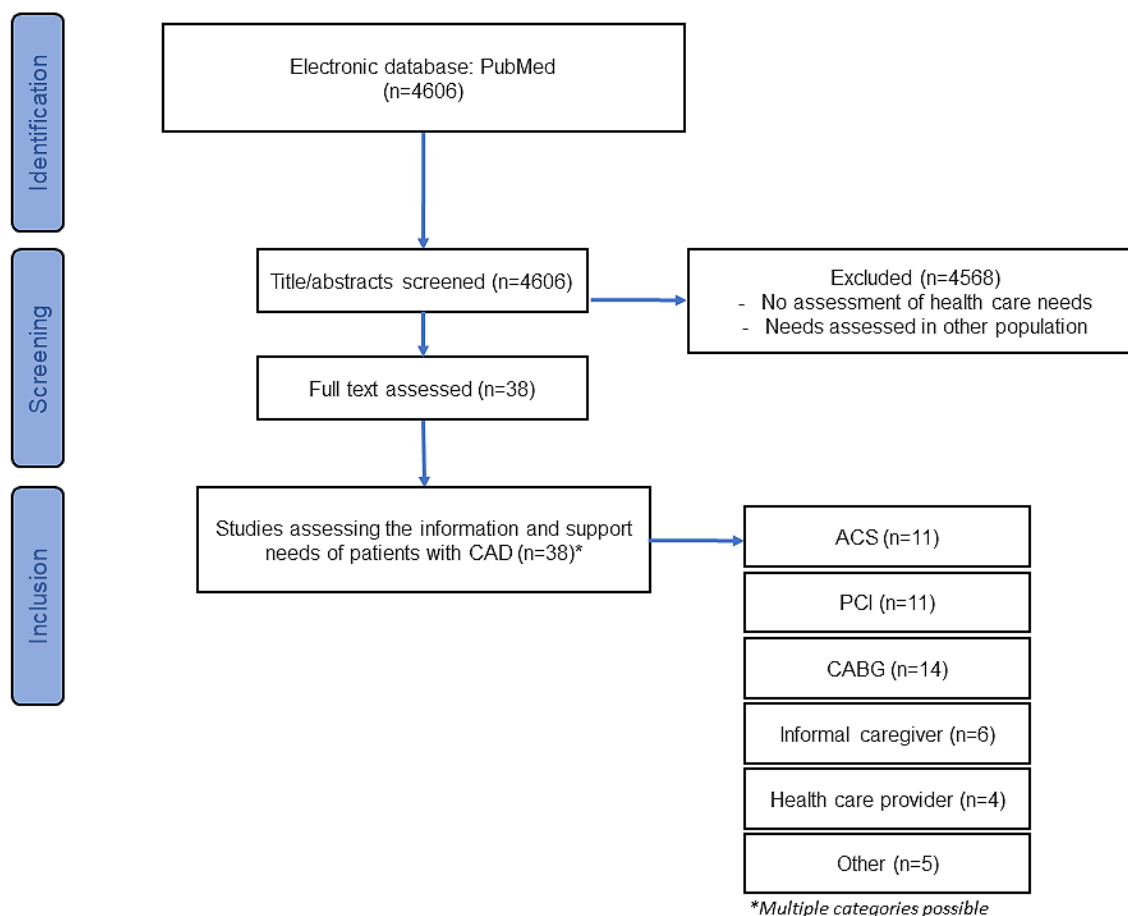 Identification
Electronic database: PubMed
(n=4606)
Screening
Title/abstracts screened (n=4606)
Excluded (n=4568)
- No assessment of health care needs
- Needs assessed in other population
Full text assessed (n=38)
Inclusion
Studies assessing the information and support
needs of patients with CAD (n=38)*
ACS (n=11)
PCI (n=11)
CABG (n=14)
Informal caregiver (n=6)
Health care provider (n=4)
Other (n=5)
*Multiple categories possible